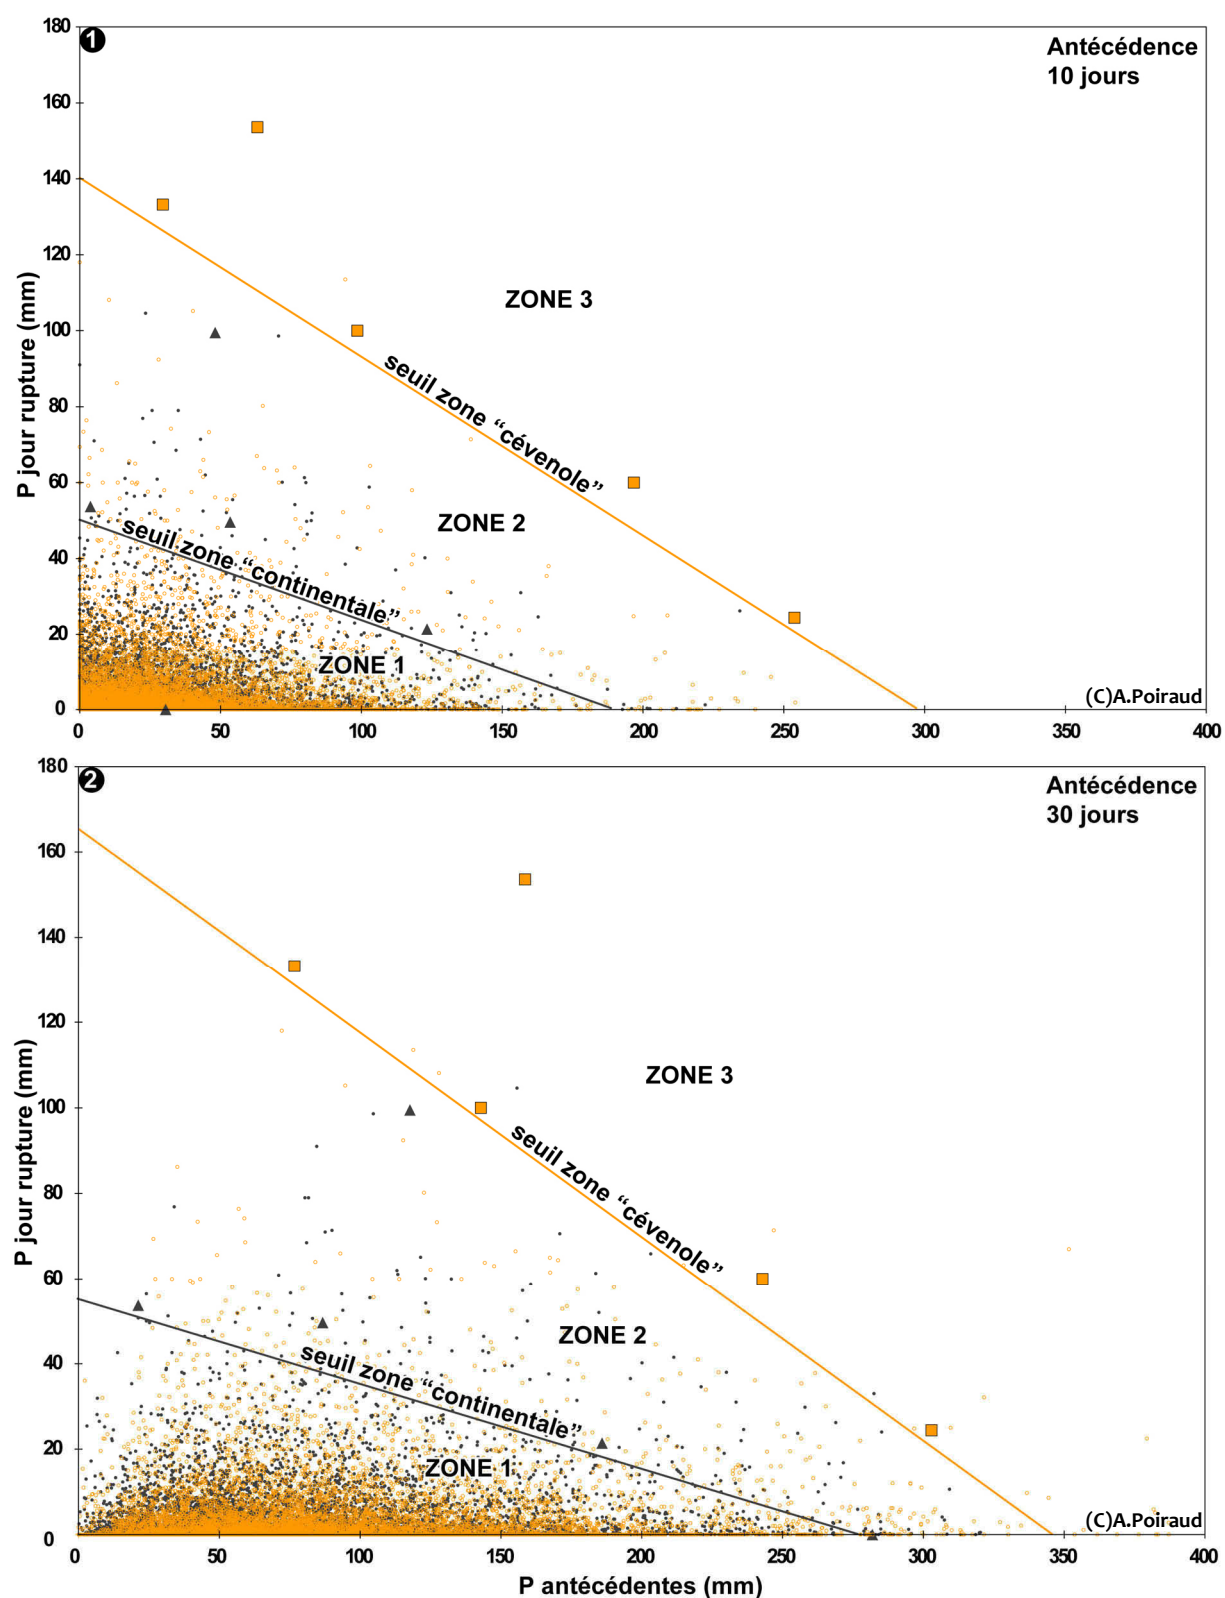 1
Antécédence
10 jours
180
160
140
120
100
80
60
40
20
0
P jour rupture (mm)
ZONE 3
seuil zone “cévenole”
ZONE 2
seuil zone “continentale”
ZONE 1
(C)A.Poiraud
0 50 100 150 200 250 300 350 400
2
Antécédence
30 jours
180
160
140
120
100
80
60
40
20
0
P jour rupture (mm)
ZONE 3
seuil zone “cévenole”
ZONE 2
seuil zone “continentale”
ZONE 1
(C)A.Poiraud
0 50 100 150 200 250 300 350 400
P antécédentes (mm)